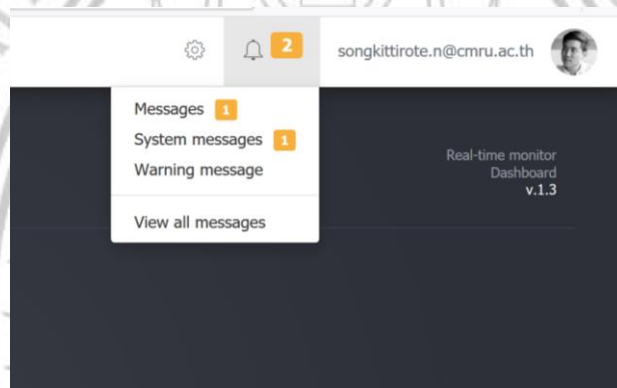 2
songkittirote.n@cmru.ac.th
Messages 1
System messages 1
Warning message
View all messages
Real-time monitor
Dashboard
v.1.3